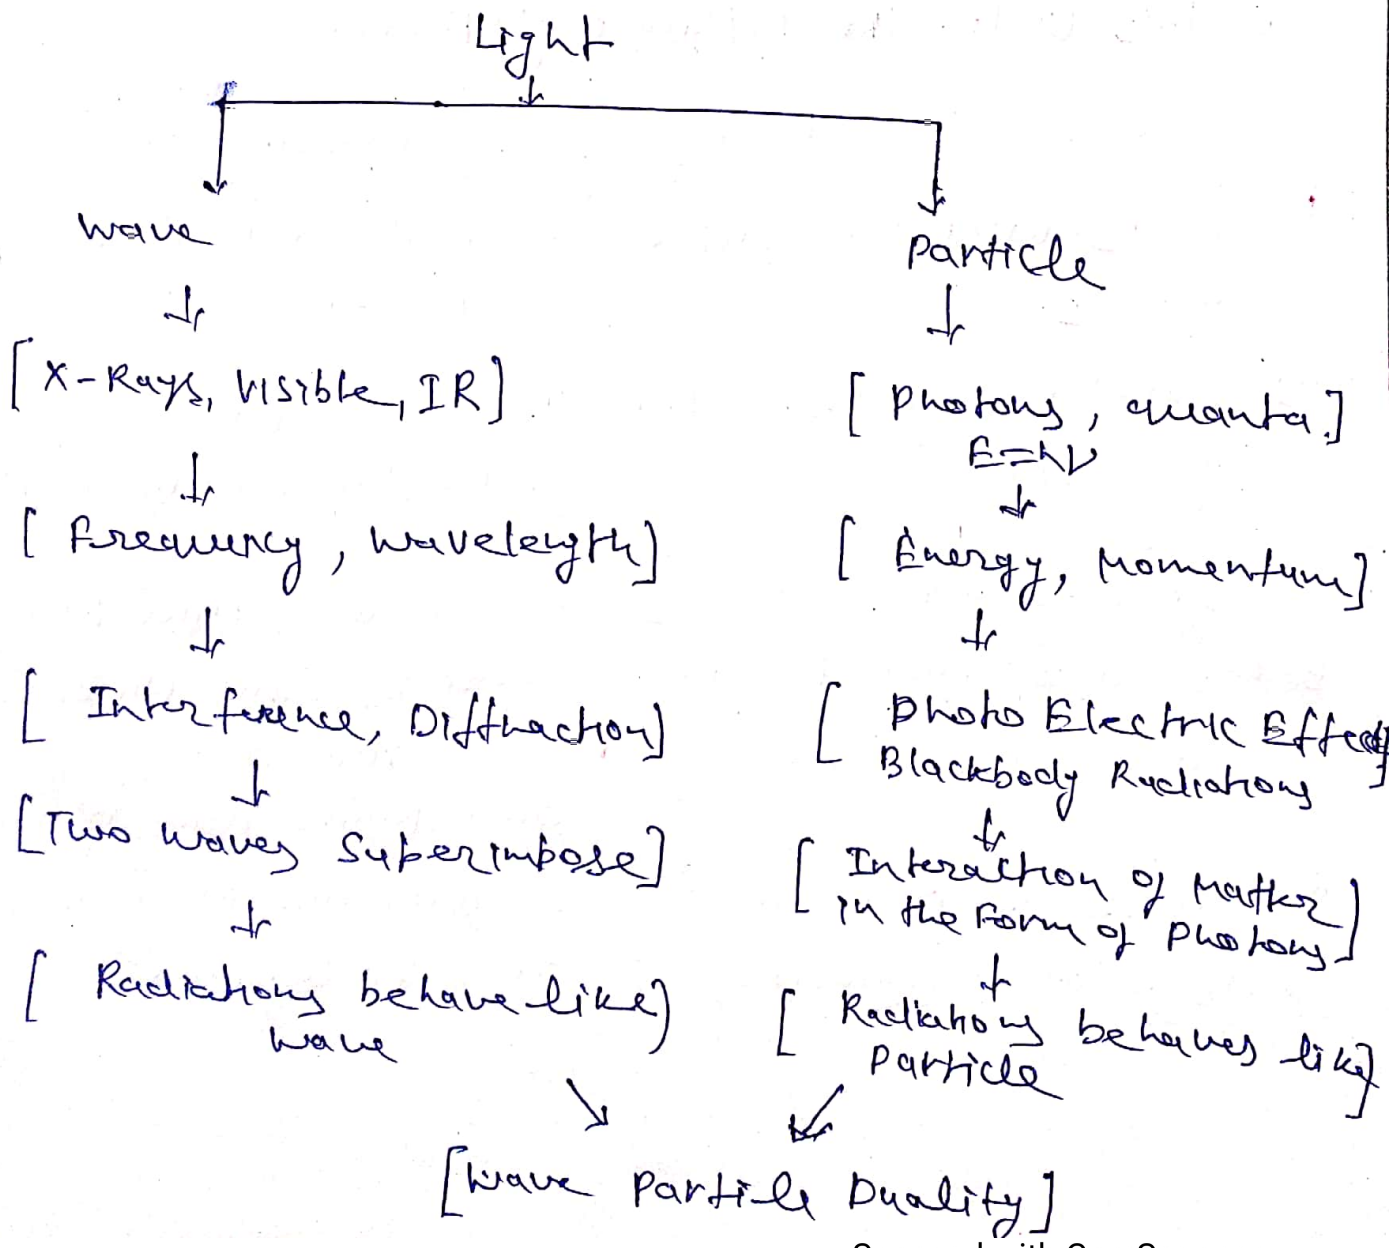 Light
Wave
Particle
[X-Rays, Visible, IR]
[Photons, quanta]
E=hν
[Frequency, wavelength]
[Energy, Momentum]
[Interference, Diffraction]
[Photo Electric Effect]
Blackbody Radiations
[Two waves Superimpose]
[Interaction of Matter
in the Form of Photons]
[Radiations behave like]
wave
[Radiations behaves like]
Particle
[Wave Particle Duality]